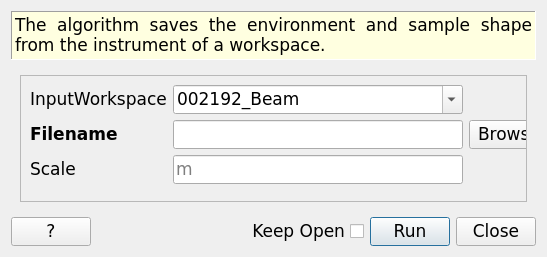 The algorithm saves the environment and sample shape
from the instrument of a workspace.
InputWorkspace 002192_Beam
Filename Brows
Scale m
? Keep Open Run Close